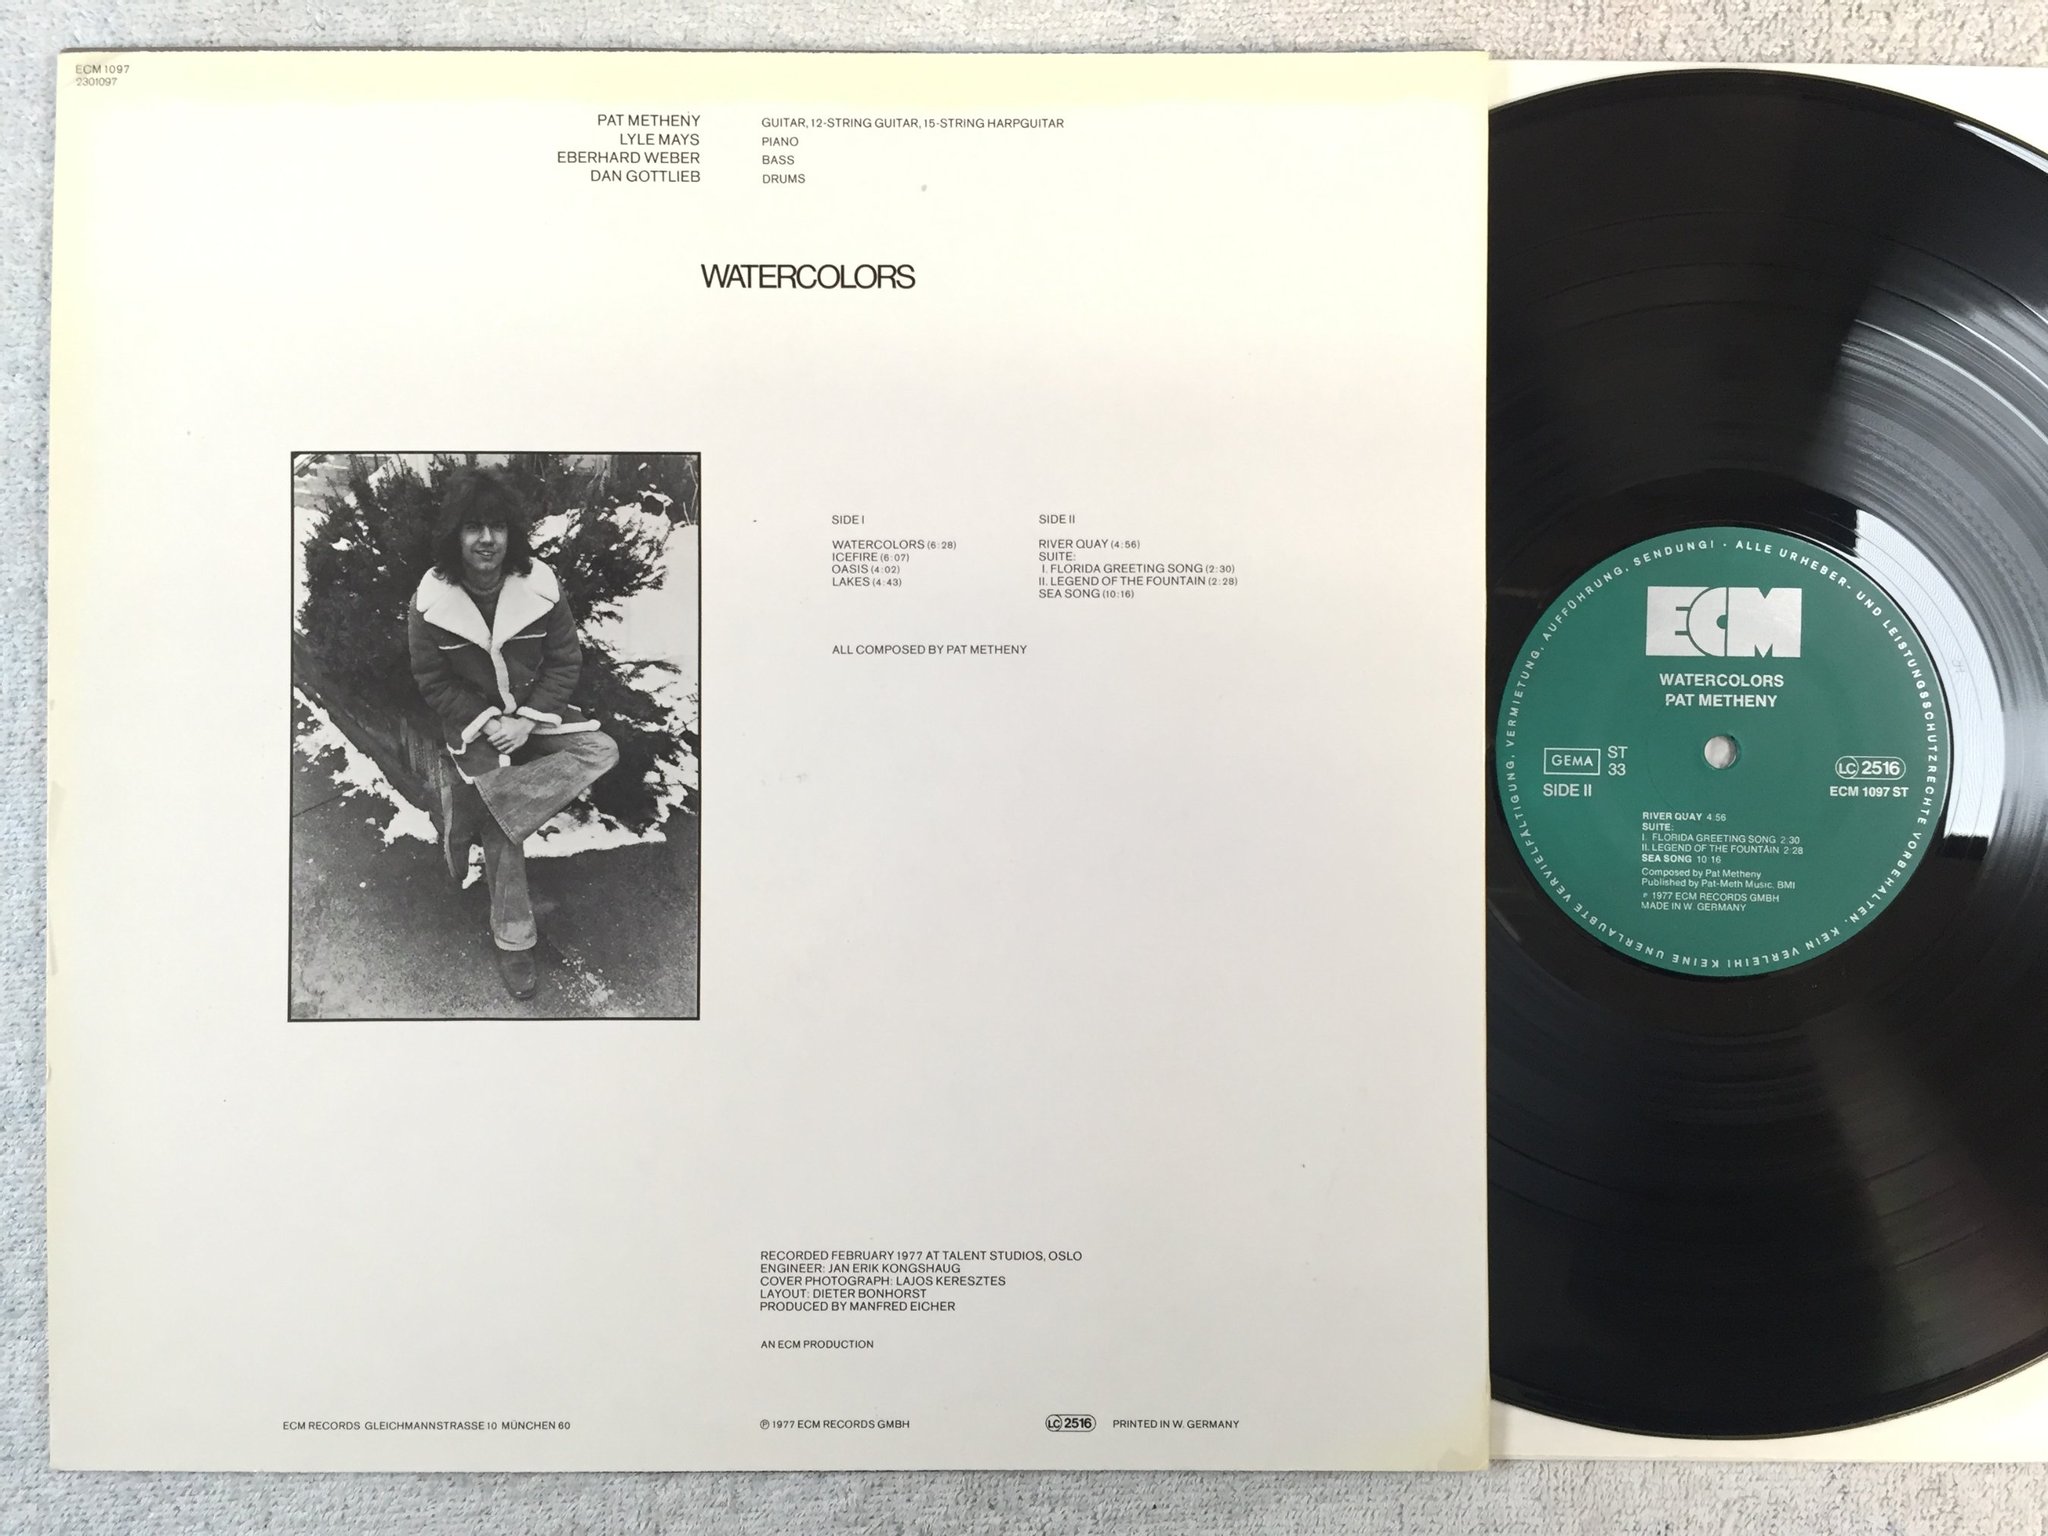 ECM 1097
2301097
PAT METHENY GUITAR, 12-STRING GUITAR, 15-STRING HARPGUITAR
LYLE MAYS PIANO
EBERHARD WEBER BASS
DAN GOTTLIEB DRUMS
WATERCOLORS
SIDE I
WATERCOLORS (6:28)
ICEFIRE (6:07)
OASIS (4:02)
LAKES (4:43)
SIDE II
RIVER QUAY (4:56)
SUITE:
I. FLORIDA GREETING SONG (2:30)
II. LEGEND OF THE FOUNTAIN (2:28)
SEA SONG (10:16)
ALL COMPOSED BY PAT METHENY
RECORDED FEBRUARY 1977 AT TALENT STUDIOS, OSLO
ENGINEER: JAN ERIK KONGSHAUG
COVER PHOTOGRAPH: LAJOS KERESZTES
LAYOUT: DIETER BONHORST
PRODUCED BY MANFRED EICHER
AN ECM PRODUCTION
ECM RECORDS GLEICHMANNSTRASSE 10 MÜNCHEN 60
℗ 1977 ECM RECORDS GMBH
LC 2516
PRINTED IN W. GERMANY
ALLE URHEBER- UND LEISTUNGSSCHUTZRECHTE VORBEHALTEN. KEIN VERLEIH! KEINE UNERLAUBTE VERVIELFÄLTIGUNG, VERMIETUNG, AUFFÜHRUNG, SENDUNG! ·
ECM
WATERCOLORS
PAT METHENY
GEMA
ST
33
SIDE II
LC 2516
ECM 1097 ST
RIVER QUAY 4:56
SUITE:
I. FLORIDA GREETING SONG 2:30
II. LEGEND OF THE FOUNTAIN 2:28
SEA SONG 10:16
Composed by Pat Metheny
Published by Pat-Meth Music, BMI
℗ 1977 ECM RECORDS GMBH
MADE IN W. GERMANY